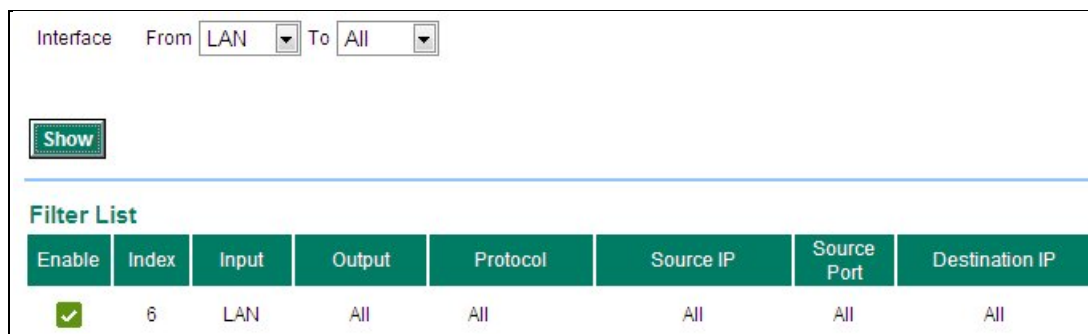 Interface From LAN To All
Show
Filter List
Enable Index Input Output Protocol Source IP Source Port Destination IP
6 LAN All All All All All